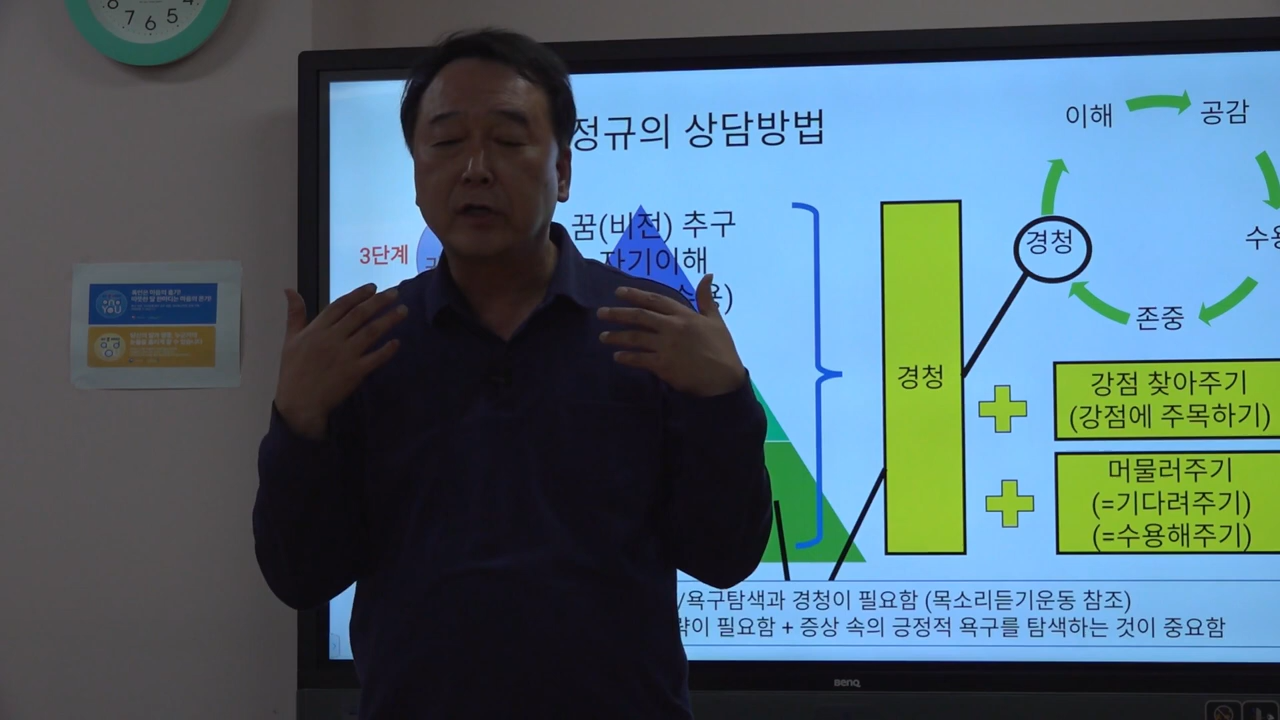 정규의 상담방법
이해
공감
3단계
꿈(비전) 추구
자기이해
용)
경청
수용
존중
경청
강점 찾아주기
(강점에 주목하기)
머물러주기
(=기다려주기)
(=수용해주기)
/욕구탐색과 경청이 필요함 (목소리듣기운동 참조)
이 필요함 + 증상 속의 긍정적 욕구를 탐색하는 것이 중요함
BenQ
7 6 5
YOU